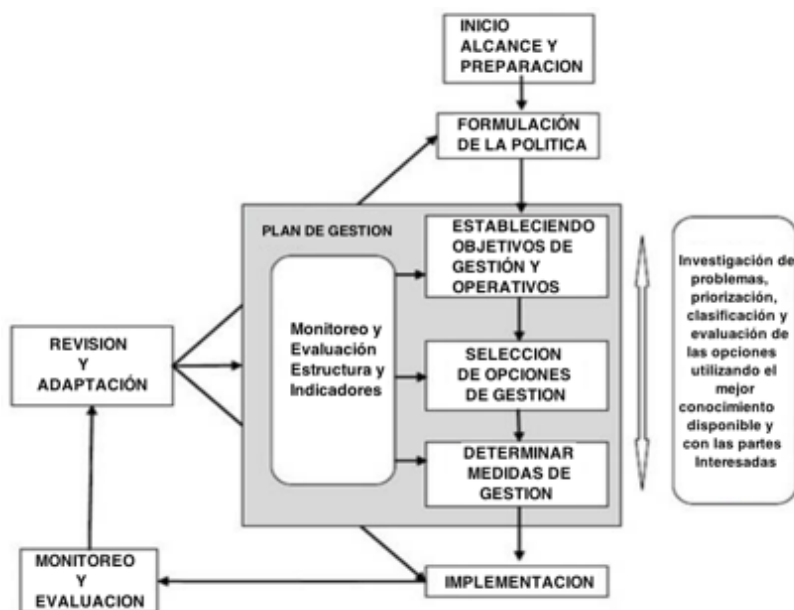 INICIO
ALCANCE Y
PREPARACION
FORMULACIÓN
DE LA POLITICA
PLAN DE GESTION
ESTABLECIENDO
OBJETIVOS DE
GESTIÓN Y
OPERATIVOS
Monitoreo y
Evaluación
Estructura y
Indicadores
SELECCION
DE OPCIONES
DE GESTION
DETERMINAR
MEDIDAS DE
GESTION
Investigación de
problemas,
priorización,
clasificación y
evaluación de
las opciones
utilizando el
mejor
conocimiento
disponible y
con las partes
Interesadas
REVISION
Y
ADAPTACIÓN
MONITOREO
Y
EVALUACION
IMPLEMENTACION